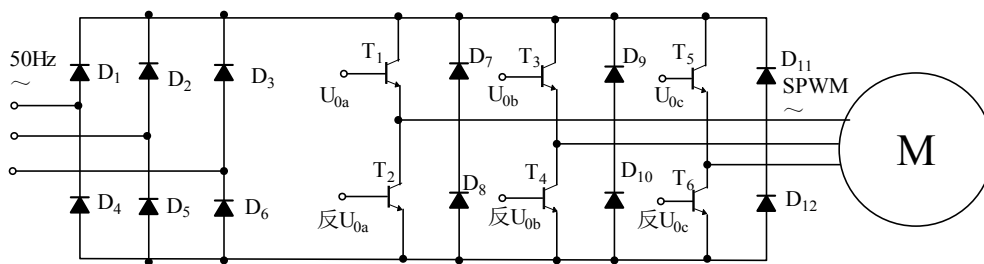 50Hz
~
D₁
D₂
D₃
T₁
U₀ₐ
D₇
T₃
U₀b
D₉
T₅
U₀c
D₁₁
SPWM
~
M
D₄
D₅
D₆
T₂
反U₀ₐ
D₈
T₄
反U₀b
D₁₀
T₆
反U₀c
D₁₂